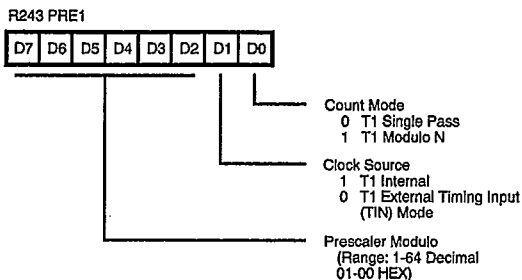 R243 PRE1
D7 D6 D5 D4 D3 D2 D1 D0
Count Mode
0 T1 Single Pass
1 T1 Modulo N
Clock Source
1 T1 Internal
0 T1 External Timing Input
(TIN) Mode
Prescaler Modulo
(Range: 1-64 Decimal
01-00 HEX)